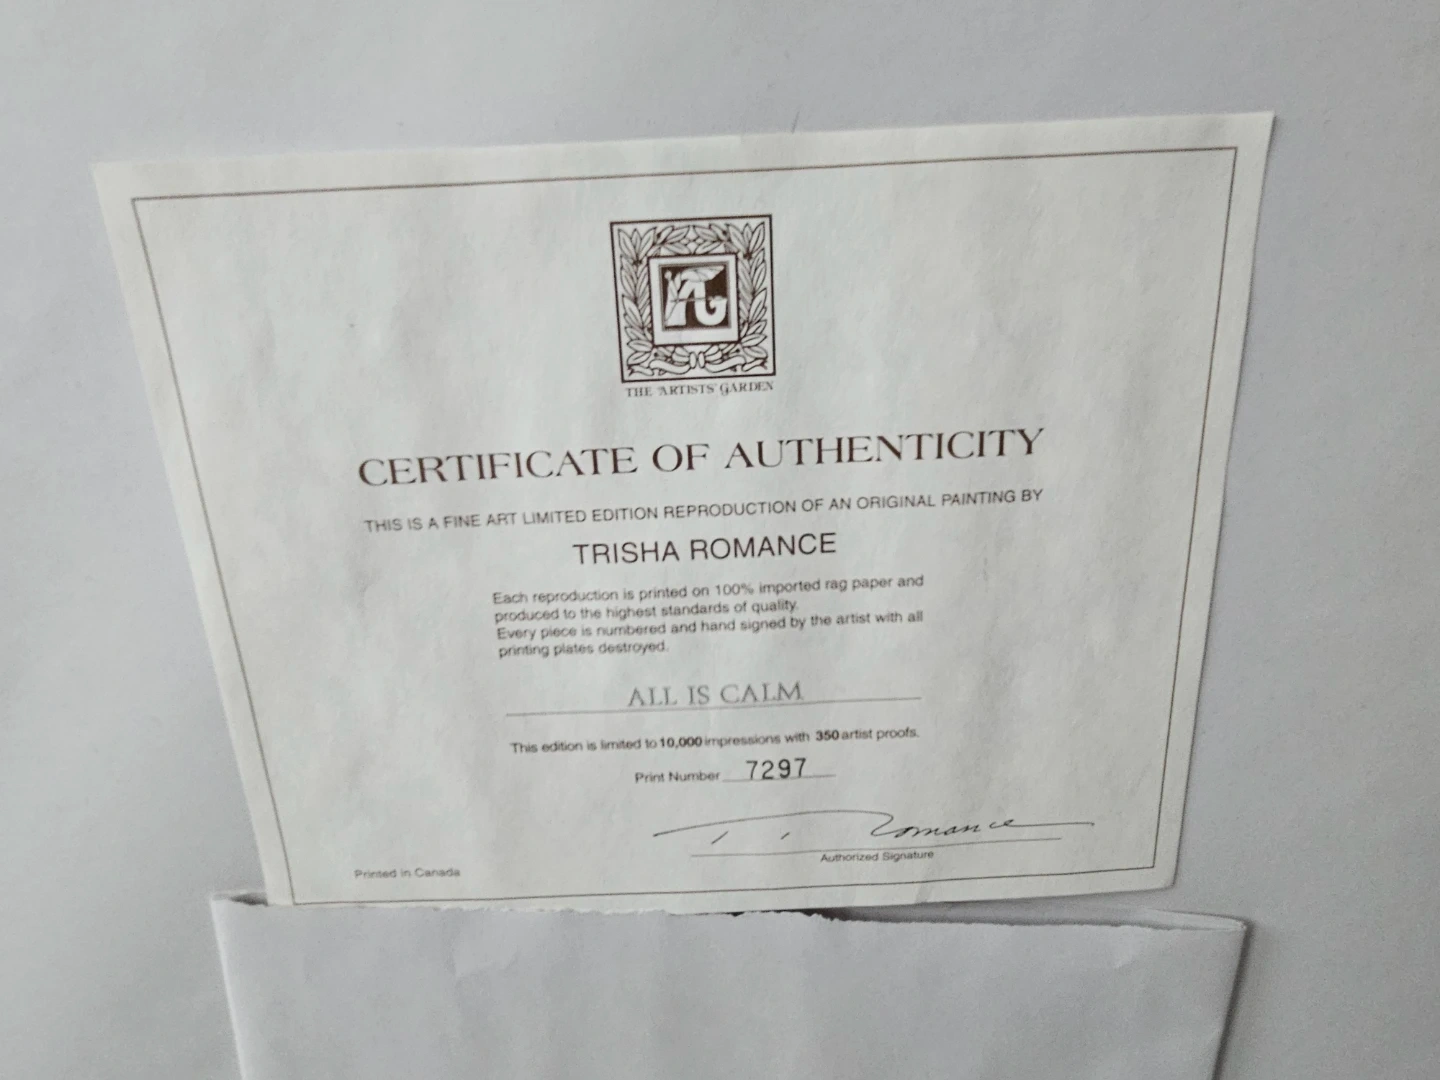 AG
THE ARTISTS' GARDEN
CERTIFICATE OF AUTHENTICITY
THIS IS A FINE ART LIMITED EDITION REPRODUCTION OF AN ORIGINAL PAINTING BY
TRISHA ROMANCE
Each reproduction is printed on 100% imported rag paper and
produced to the highest standards of quality.
Every piece is numbered and hand signed by the artist with all
printing plates destroyed.
ALL IS CALM
This edition is limited to 10,000 impressions with 350 artist proofs.
Print Number 7297
T. Romance
Authorized Signature
Printed in Canada